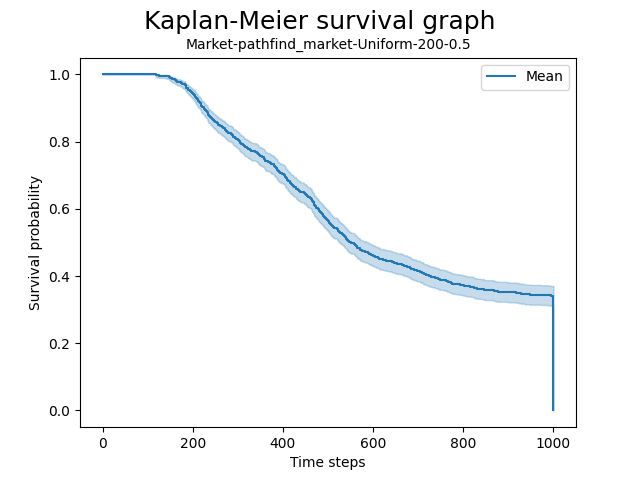 Kaplan-Meier survival graph
Market-pathfind_market-Uniform-200-0.5
Mean
Survival probability
1.0
0.8
0.6
0.4
0.2
0.0
0 200 400 600 800 1000
Time steps